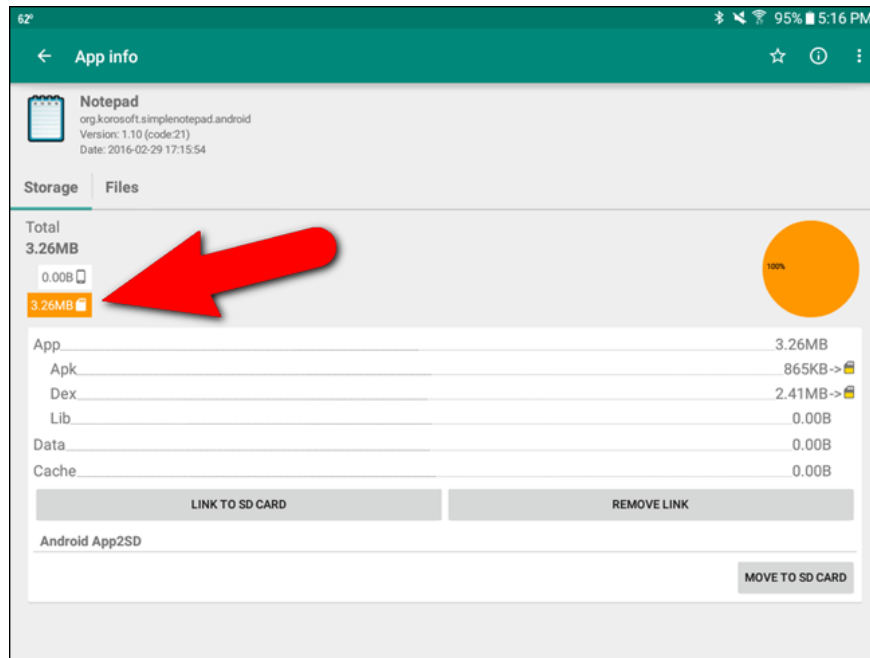 62°
95% 5:16 PM
App info
Notepad
org.korosoft.simplenotepad.android
Version: 1.10 (code:21)
Date: 2016-02-29 17:15:54
Storage Files
Total
3.26MB
0.00B
3.26MB
100%
App 3.26MB
Apk 865KB->
Dex 2.41MB->
Lib 0.00B
Data 0.00B
Cache 0.00B
LINK TO SD CARD REMOVE LINK
Android App2SD
MOVE TO SD CARD